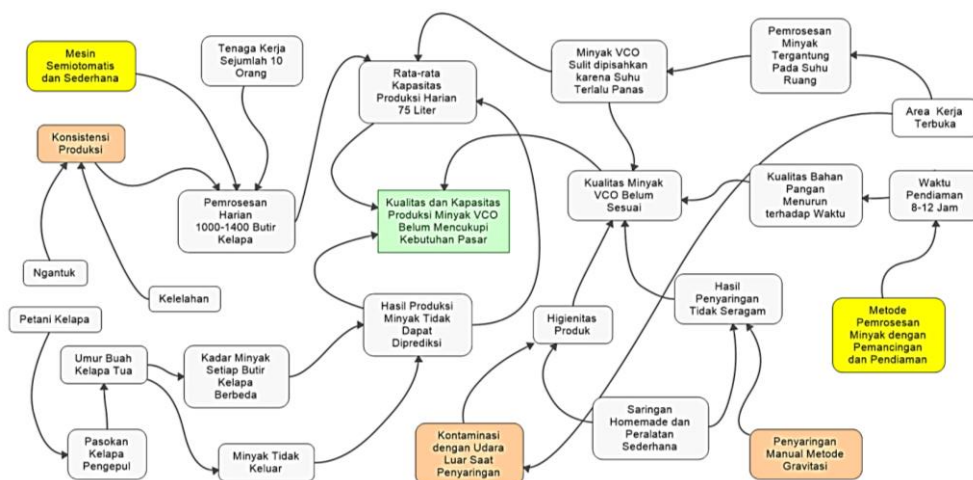 Mesin
Semiotomatis
dan Sederhana
Tenaga Kerja
Sejumlah 10
Orang
Rata-rata
Kapasitas
Produksi Harian
75 Liter
Minyak VCO
Sulit dipisahkan
karena Suhu
Terlalu Panas
Pemrosesan
Minyak
Tergantung
Pada Suhu
Ruang
Area Kerja
Terbuka
Konsistensi
Produksi
Pemrosesan
Harian
1000-1400 Butir
Kelapa
Kualitas dan Kapasitas
Produksi Minyak VCO
Belum Mencukupi
Kebutuhan Pasar
Kualitas Minyak
VCO Belum
Sesuai
Kualitas Bahan
Pangan
Menurun
terhadap Waktu
Waktu
Pendiaman
8-12 Jam
Ngantuk
Kelelahan
Petani Kelapa
Umur Buah
Kelapa Tua
Kadar Minyak
Setiap Butir
Kelapa
Berbeda
Hasil Produksi
Minyak Tidak
Dapat
Diprediksi
Higienitas
Produk
Hasil
Penyaringan
Tidak Seragam
Metode
Pemrosesan
Minyak dengan
Pemancingan
dan Pendiaman
Pasokan
Kelapa
Pengepul
Minyak Tidak
Keluar
Kontaminasi
dengan Udara
Luar Saat
Penyaringan
Saringan
Homemade dan
Peralatan
Sederhana
Penyaringan
Manual Metode
Gravitasi